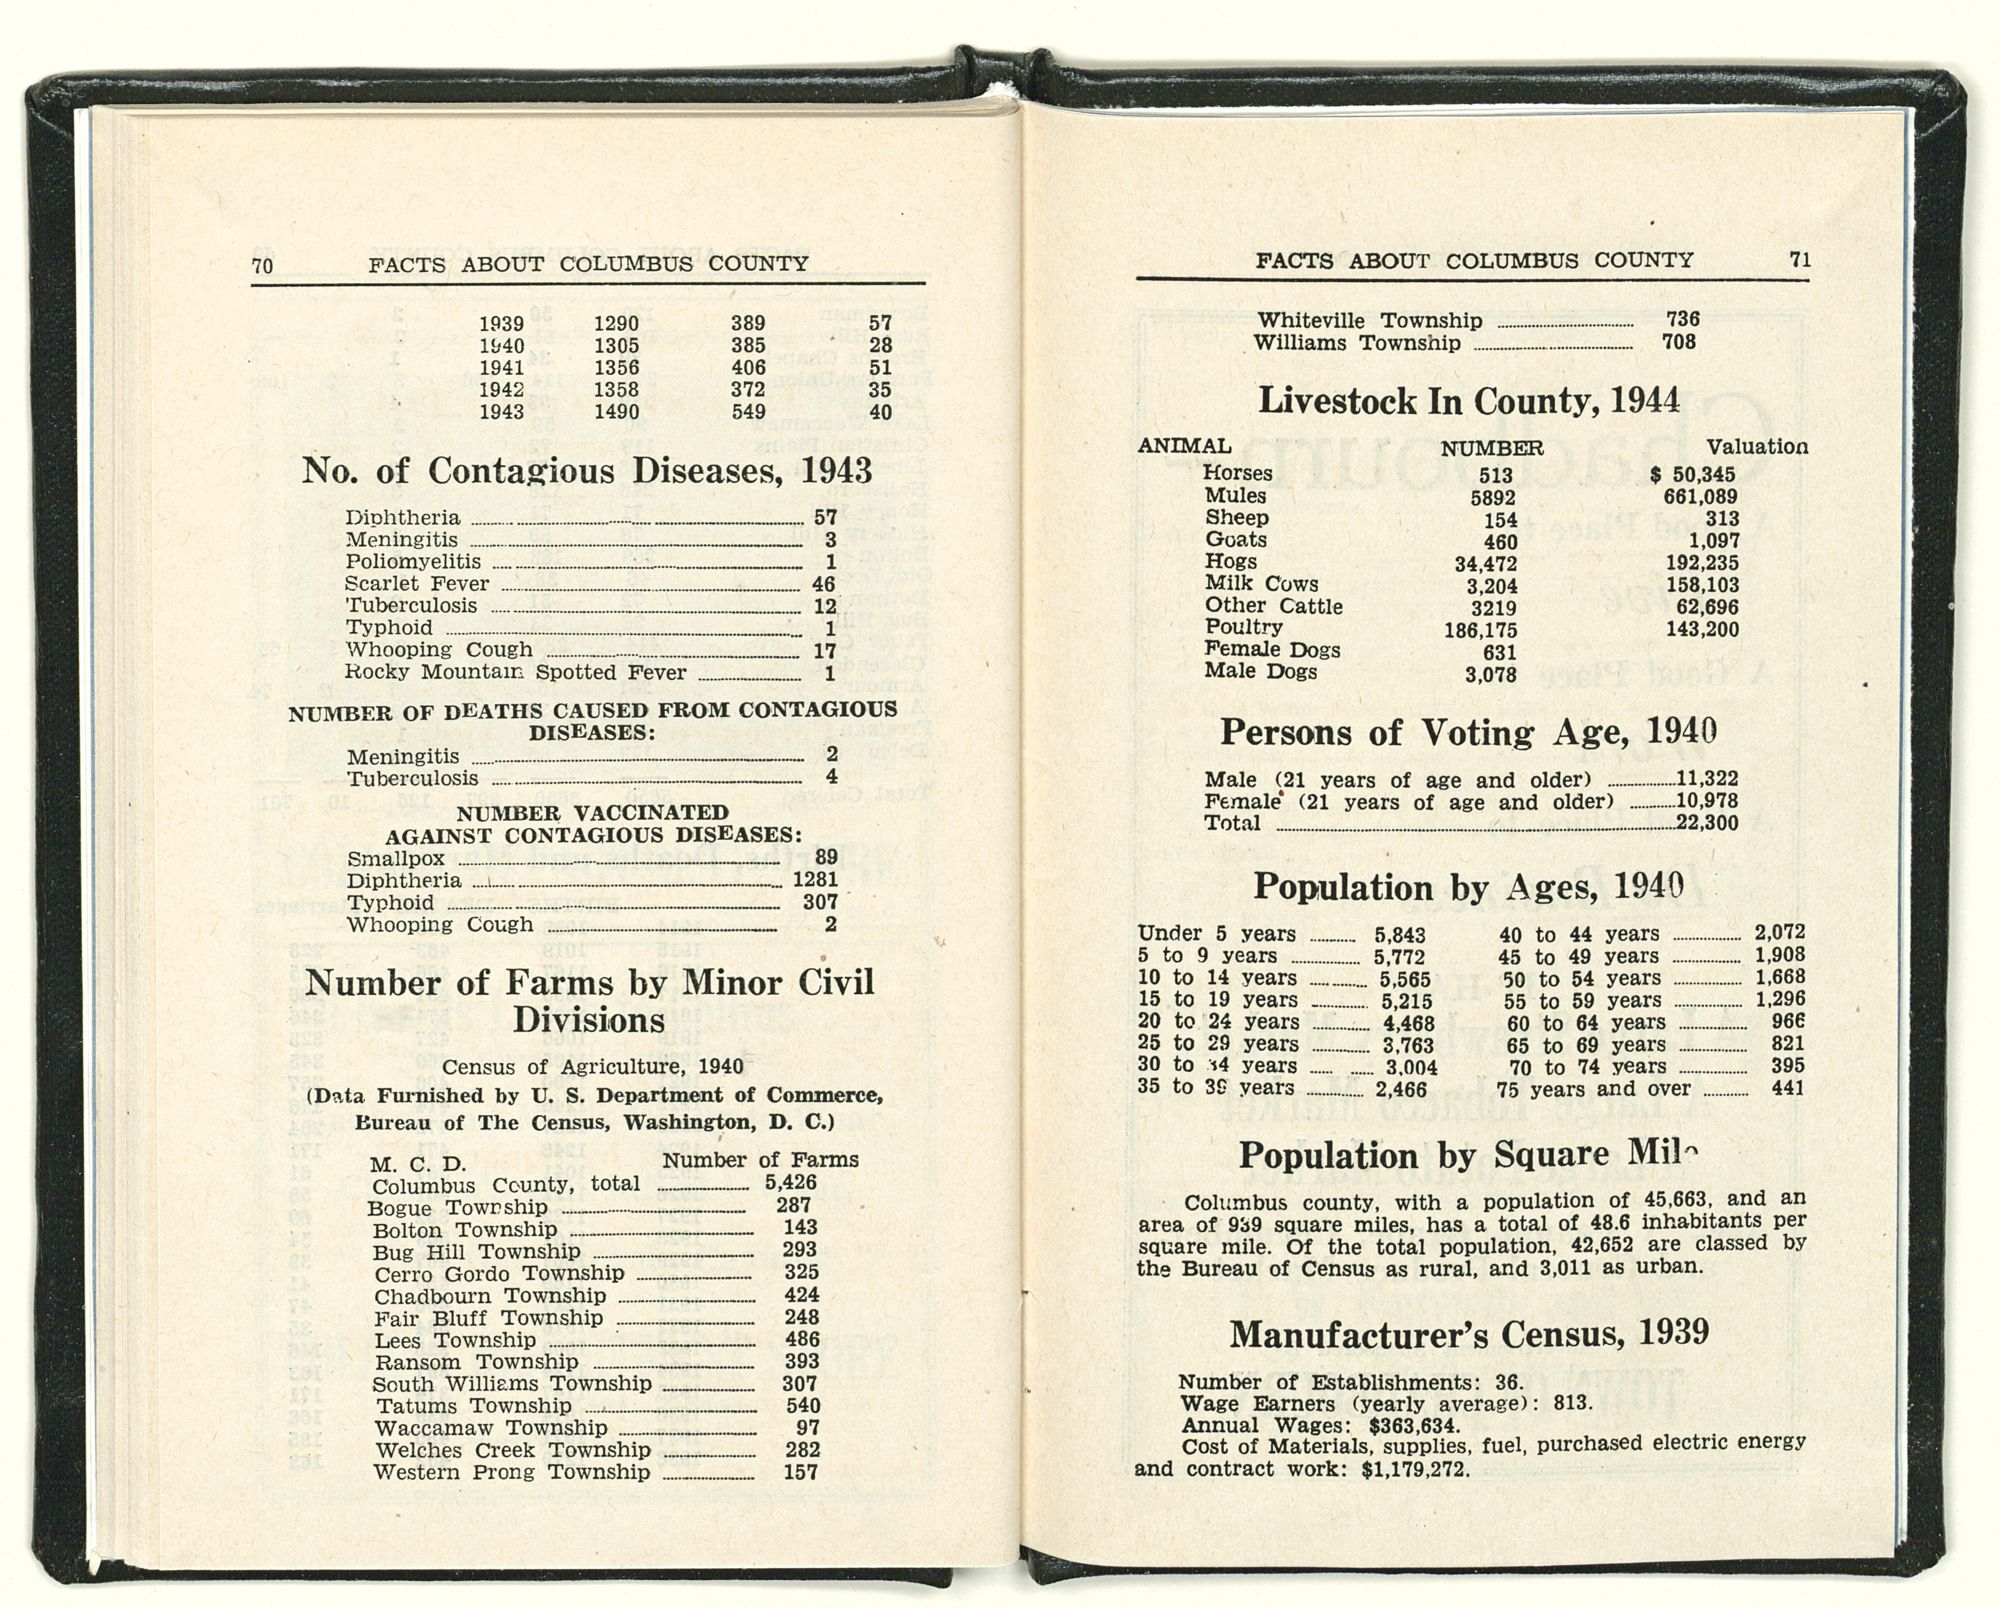 70 FACTS ABOUT COLUMBUS COUNTY
1939 1290 389 57
1940 1305 385 28
1941 1356 406 51
1942 1358 372 35
1943 1490 549 40
No. of Contagious Diseases, 1943
Diphtheria 57
Meningitis 3
Poliomyelitis 1
Scarlet Fever 46
Tuberculosis 12
Typhoid 1
Whooping Cough 17
Rocky Mountain Spotted Fever 1
NUMBER OF DEATHS CAUSED FROM CONTAGIOUS
DISEASES:
Meningitis 2
Tuberculosis 4
NUMBER VACCINATED
AGAINST CONTAGIOUS DISEASES:
Smallpox 89
Diphtheria 1281
Typhoid 307
Whooping Cough 2
Number of Farms by Minor Civil
Divisions
Census of Agriculture, 1940
(Data Furnished by U. S. Department of Commerce,
Bureau of The Census, Washington, D. C.)
M. C. D. Number of Farms
Columbus County, total 5,426
Bogue Township 287
Bolton Township 143
Bug Hill Township 293
Cerro Gordo Township 325
Chadbourn Township 424
Fair Bluff Township 248
Lees Township 486
Ransom Township 393
South Williams Township 307
Tatums Township 540
Waccamaw Township 97
Welches Creek Township 282
Western Prong Township 157
FACTS ABOUT COLUMBUS COUNTY 71
Whiteville Township 736
Williams Township 708
Livestock In County, 1944
ANIMAL NUMBER Valuation
Horses 513 $ 50,345
Mules 5892 661,089
Sheep 154 313
Goats 460 1,097
Hogs 34,472 192,235
Milk Cows 3,204 158,103
Other Cattle 3219 62,696
Poultry 186,175 143,200
Female Dogs 631
Male Dogs 3,078
Persons of Voting Age, 1940
Male (21 years of age and older) 11,322
Female (21 years of age and older) 10,978
Total 22,300
Population by Ages, 1940
Under 5 years 5,843 40 to 44 years 2,072
5 to 9 years 5,772 45 to 49 years 1,908
10 to 14 years 5,565 50 to 54 years 1,668
15 to 19 years 5,215 55 to 59 years 1,296
20 to 24 years 4,468 60 to 64 years 966
25 to 29 years 3,763 65 to 69 years 821
30 to 34 years 3,004 70 to 74 years 395
35 to 39 years 2,466 75 years and over 441
Population by Square Mile
Columbus county, with a population of 45,663, and an
area of 939 square miles, has a total of 48.6 inhabitants per
square mile. Of the total population, 42,652 are classed by
the Bureau of Census as rural, and 3,011 as urban.
Manufacturer's Census, 1939
Number of Establishments: 36.
Wage Earners (yearly average): 813.
Annual Wages: $363,634.
Cost of Materials, supplies, fuel, purchased electric energy
and contract work: $1,179,272.